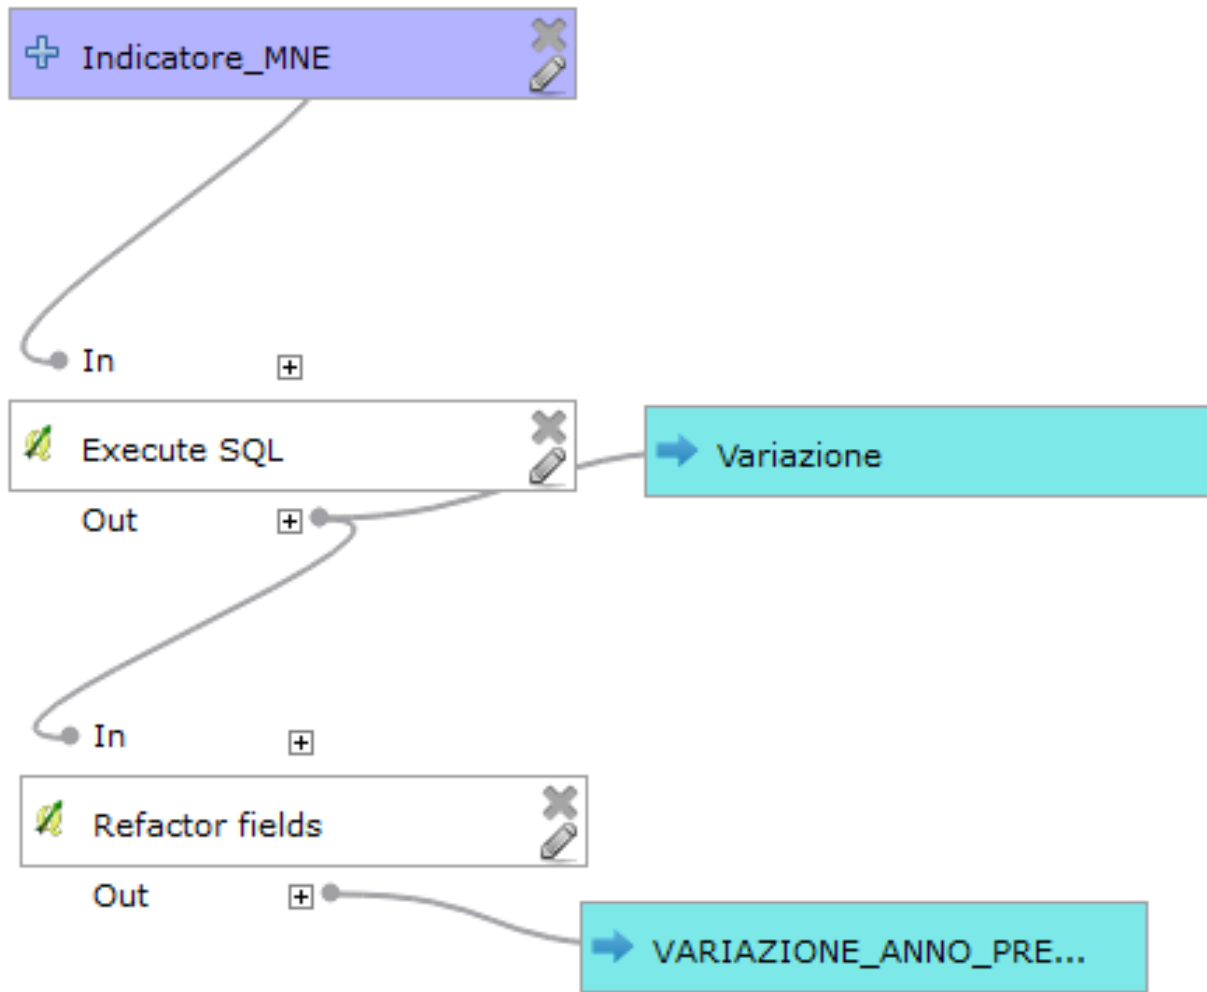 Indicatore_MNE
In
Execute SQL
Variazione
Out
In
Refactor fields
Out
VARIAZIONE_ANNO_PRE...